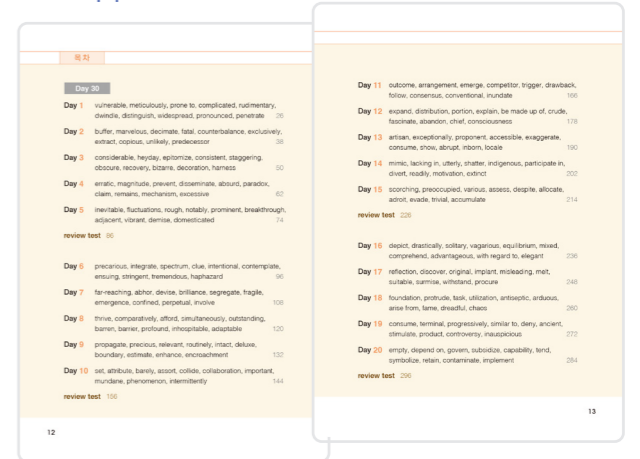 목차
Day 30
Day 1 vulnerable, meticulously, prone to, complicated, rudimentary,
dwindle, distinguish, widespread, pronounced, penetrate 26
Day 2 buffer, marvelous, decimate, fatal, counterbalance, exclusively,
extract, copious, unlikely, predecessor 38
Day 3 considerable, heyday, epitomize, consistent, staggering,
obscure, recovery, bizarre, decoration, harness 50
Day 4 erratic, magnitude, prevent, disseminate, absurd, paradox,
claim, remains, mechanism, excessive 62
Day 5 inevitable, fluctuations, rough, notably, prominent, breakthrough,
adjacent, vibrant, demise, domesticated 74
review test 86
Day 6 precarious, integrate, spectrum, clue, intentional, contemplate,
ensuing, stringent, tremendous, haphazard 96
Day 7 far-reaching, abhor, devise, brilliance, segregate, fragile,
emergence, confined, perpetual, involve 108
Day 8 thrive, comparatively, afford, simultaneously, outstanding,
barren, barrier, profound, inhospitable, adaptable 120
Day 9 propagate, precious, relevant, routinely, intact, deluxe,
boundary, estimate, enhance, encroachment 132
Day 10 set, attribute, barely, assort, collide, collaboration, important,
mundane, phenomenon, intermittently 144
review test 156
12
Day 11 outcome, arrangement, emerge, competitor, trigger, drawback,
follow, consensus, conventional, inundate 166
Day 12 expand, distribution, portion, explain, be made up of, crude,
fascinate, abandon, chief, consciousness 178
Day 13 artisan, exceptionally, proponent, accessible, exaggerate,
consume, show, abrupt, inborn, locale 190
Day 14 mimic, lacking in, utterly, shatter, indigenous, participate in,
divert, readily, motivation, extinct 202
Day 15 scorching, preoccupied, various, assess, despite, allocate,
adroit, evade, trivial, accumulate 214
review test 226
Day 16 depict, drastically, solitary, vagarious, equilibrium, mixed,
comprehend, advantageous, with regard to, elegant 236
Day 17 reflection, discover, original, implant, misleading, melt,
suitable, surmise, withstand, procure 248
Day 18 foundation, protrude, task, utilization, antiseptic, arduous,
arise from, fame, dreadful, chaos 260
Day 19 consume, terminal, progressively, similar to, deny, ancient,
stimulate, product, controversy, inauspicious 272
Day 20 empty, depend on, govern, subsidize, capability, tend,
symbolize, retain, contaminate, implement 284
review test 296
13